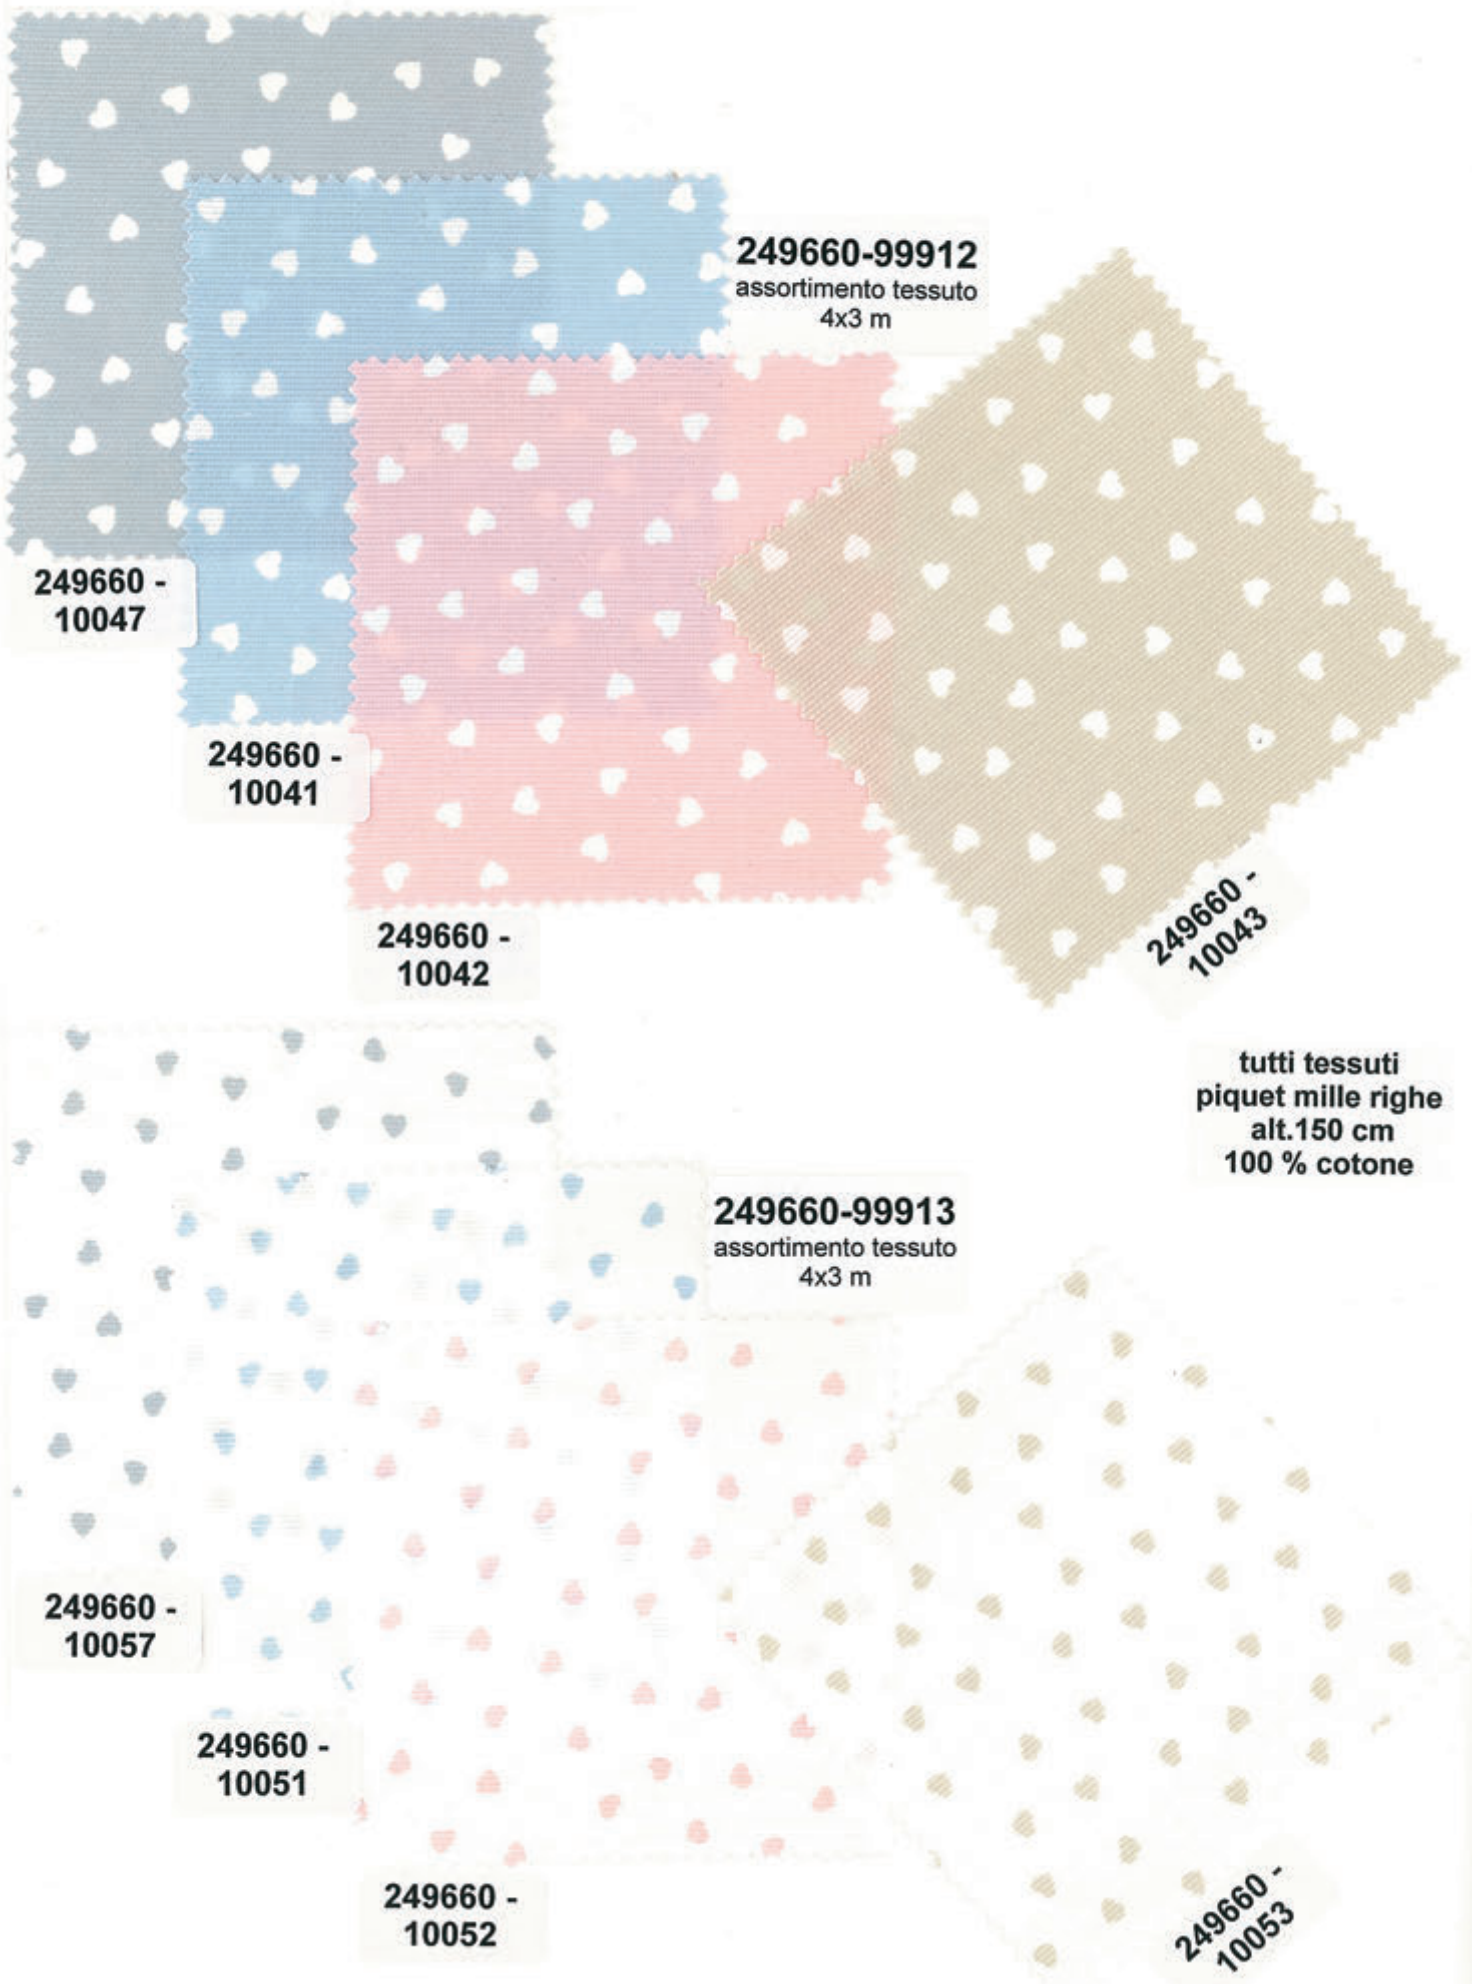 249660-99912
assortimento tessuto
4x3 m
249660 -
10047
249660 -
10041
249660 -
10042
249660 -
10043
tutti tessuti
piquet mille righe
alt.150 cm
100 % cotone
249660-99913
assortimento tessuto
4x3 m
249660 -
10057
249660 -
10051
249660 -
10052
249660 -
10053